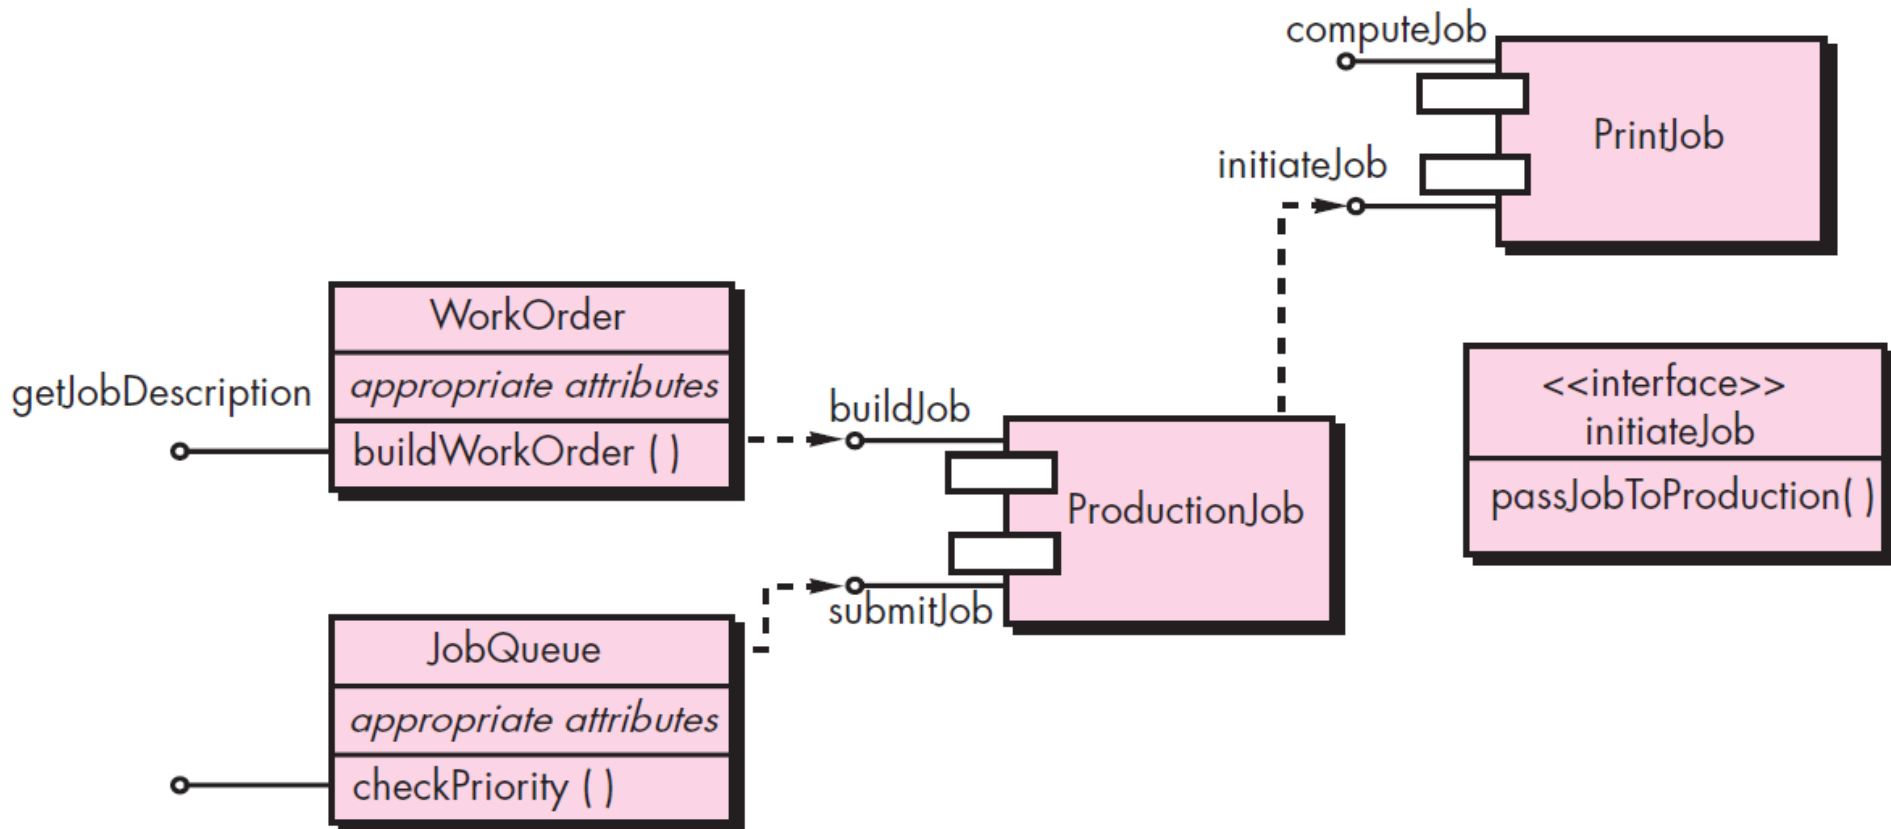 computeJob
PrintJob
initiateJob
WorkOrder
appropriate attributes
buildWorkOrder ( )
getJobDescription
buildJob
ProductionJob
submitJob
<<interface>>
initiateJob
passJobToProduction( )
JobQueue
appropriate attributes
checkPriority ( )